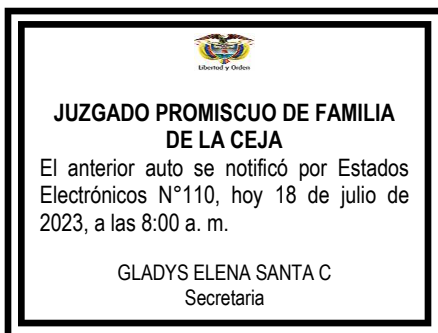 Libertad y Orden
JUZGADO PROMISCUO DE FAMILIA
DE LA CEJA
El anterior auto se notificó por Estados
Electrónicos N°110, hoy 18 de julio de
2023, a las 8:00 a. m.
GLADYS ELENA SANTA C
Secretaria